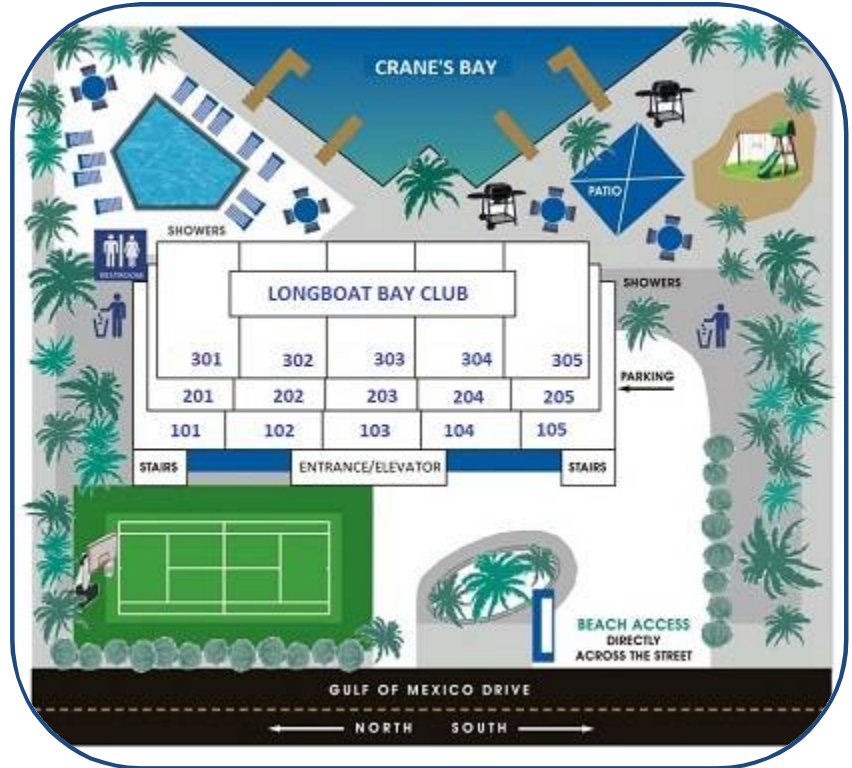 CRANE'S BAY
PATIO
SHOWERS
RESTROOM
LONGBOAT BAY CLUB
SHOWERS
301 302 303 304 305
PARKING
201 202 203 204 205
101 102 103 104 105
STAIRS ENTRANCE/ELEVATOR STAIRS
BEACH ACCESS
DIRECTLY
ACROSS THE STREET
GULF OF MEXICO DRIVE
NORTH SOUTH